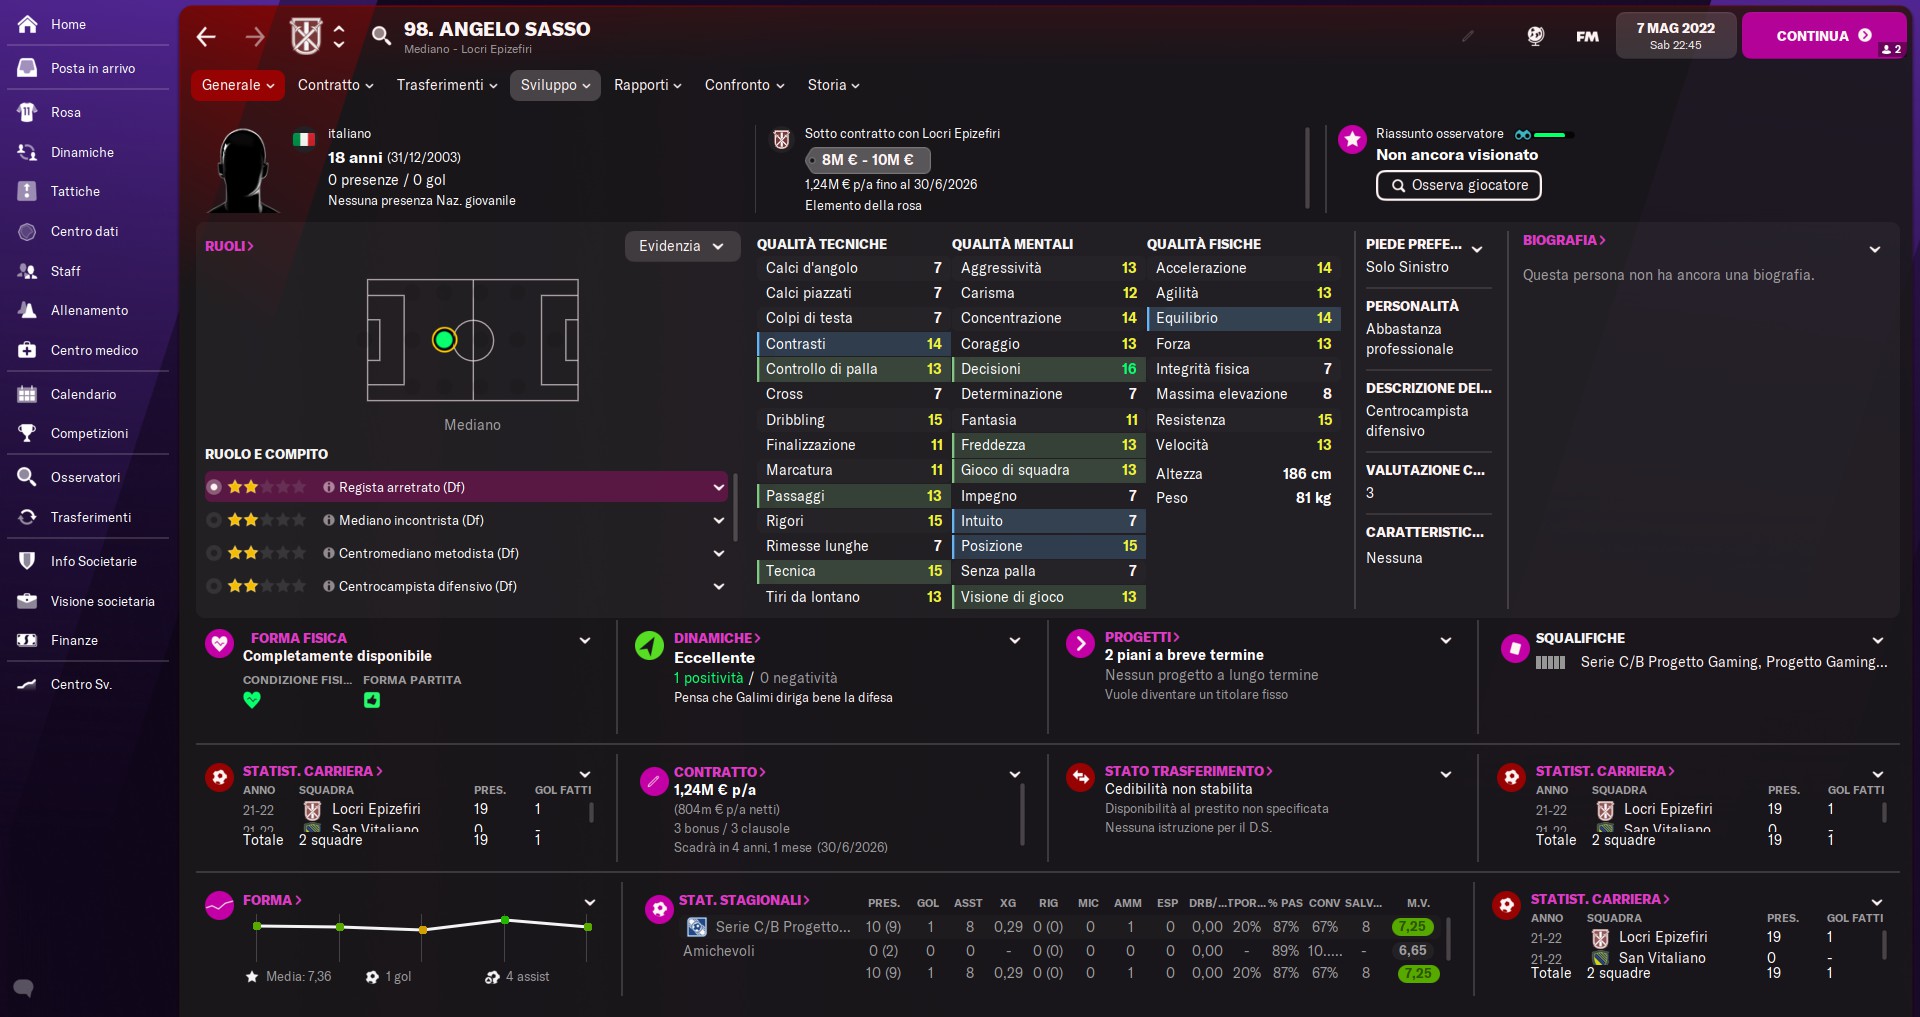 Home
Posta in arrivo
Rosa
Dinamiche
Tattiche
Centro dati
Staff
Allenamento
Centro medico
Calendario
Competizioni
Osservatori
Trasferimenti
Info Societarie
Visione societaria
Finanze
Centro Sv.
98. ANGELO SASSO
Mediano - Locri Epizefiri
FM
7 MAG 2022
Sab 22:45
CONTINUA
2
Generale
Contratto
Trasferimenti
Sviluppo
Rapporti
Confronto
Storia
italiano
18 anni (31/12/2003)
0 presenze / 0 gol
Nessuna presenza Naz. giovanile
Sotto contratto con Locri Epizefiri
8M € - 10M €
1,24M € p/a fino al 30/6/2026
Elemento della rosa
Riassunto osservatore
Non ancora visionato
Osserva giocatore
RUOLI
Evidenzia
Mediano
RUOLO E COMPITO
Regista arretrato (Df)
Mediano incontrista (Df)
Centromediano metodista (Df)
Centrocampista difensivo (Df)
QUALITÀ TECNICHE
Calci d'angolo 7
Calci piazzati 7
Colpi di testa 7
Contrasti 14
Controllo di palla 13
Cross 7
Dribbling 15
Finalizzazione 11
Marcatura 11
Passaggi 13
Rigori 15
Rimesse lunghe 7
Tecnica 15
Tiri da lontano 13
QUALITÀ MENTALI
Aggressività 13
Carisma 12
Concentrazione 14
Coraggio 13
Decisioni 16
Determinazione 7
Fantasia 11
Freddezza 13
Gioco di squadra 13
Impegno 7
Intuito 7
Posizione 15
Senza palla 7
Visione di gioco 13
QUALITÀ FISICHE
Accelerazione 14
Agilità 13
Equilibrio 14
Forza 13
Integrità fisica 7
Massima elevazione 8
Resistenza 15
Velocità 13
Altezza 186 cm
Peso 81 kg
PIEDE PREFE...
Solo Sinistro
PERSONALITÀ
Abbastanza
professionale
DESCRIZIONE DEI...
Centrocampista
difensivo
VALUTAZIONE C...
3
CARATTERISTIC...
Nessuna
BIOGRAFIA
Questa persona non ha ancora una biografia.
FORMA FISICA
Completamente disponibile
CONDIZIONE FISI... FORMA PARTITA
DINAMICHE
Eccellente
1 positività / 0 negatività
Pensa che Galimi diriga bene la difesa
PROGETTI
2 piani a breve termine
Nessun progetto a lungo termine
Vuole diventare un titolare fisso
SQUALIFICHE
Serie C/B Progetto Gaming, Progetto Gaming...
STATIST. CARRIERA
ANNO SQUADRA PRES. GOL FATTI
21-22 Locri Epizefiri 19 1
21-22 San Vitaliano 0 -
Totale 2 squadre 19 1
CONTRATTO
1,24M € p/a
(804m € p/a netti)
3 bonus / 3 clausole
Scadrà in 4 anni, 1 mese (30/6/2026)
STATO TRASFERIMENTO
Cedibilità non stabilita
Disponibilità al prestito non specificata
Nessuna istruzione per il D.S.
STATIST. CARRIERA
ANNO SQUADRA PRES. GOL FATTI
21-22 Locri Epizefiri 19 1
21-22 San Vitaliano 0 -
Totale 2 squadre 19 1
FORMA
Media: 7,36 1 gol 4 assist
STAT. STAGIONALI PRES. GOL ASST XG RIG MIC AMM ESP DRB/... TPOR... % PAS CONV SALV... M.V.
Serie C/B Progetto... 10 (9) 1 8 0,29 0 (0) 0 1 0 0,00 20% 87% 67% 8 7,25
Amichevoli 0 (2) 0 0 - 0 (0) 0 0 0 0,00 - 89% 10..... - 6,65
10 (9) 1 8 0,29 0 (0) 0 1 0 0,00 20% 87% 67% 8 7,25
STATIST. CARRIERA
ANNO SQUADRA PRES. GOL FATTI
21-22 Locri Epizefiri 19 1
21-22 San Vitaliano 0 -
Totale 2 squadre 19 1